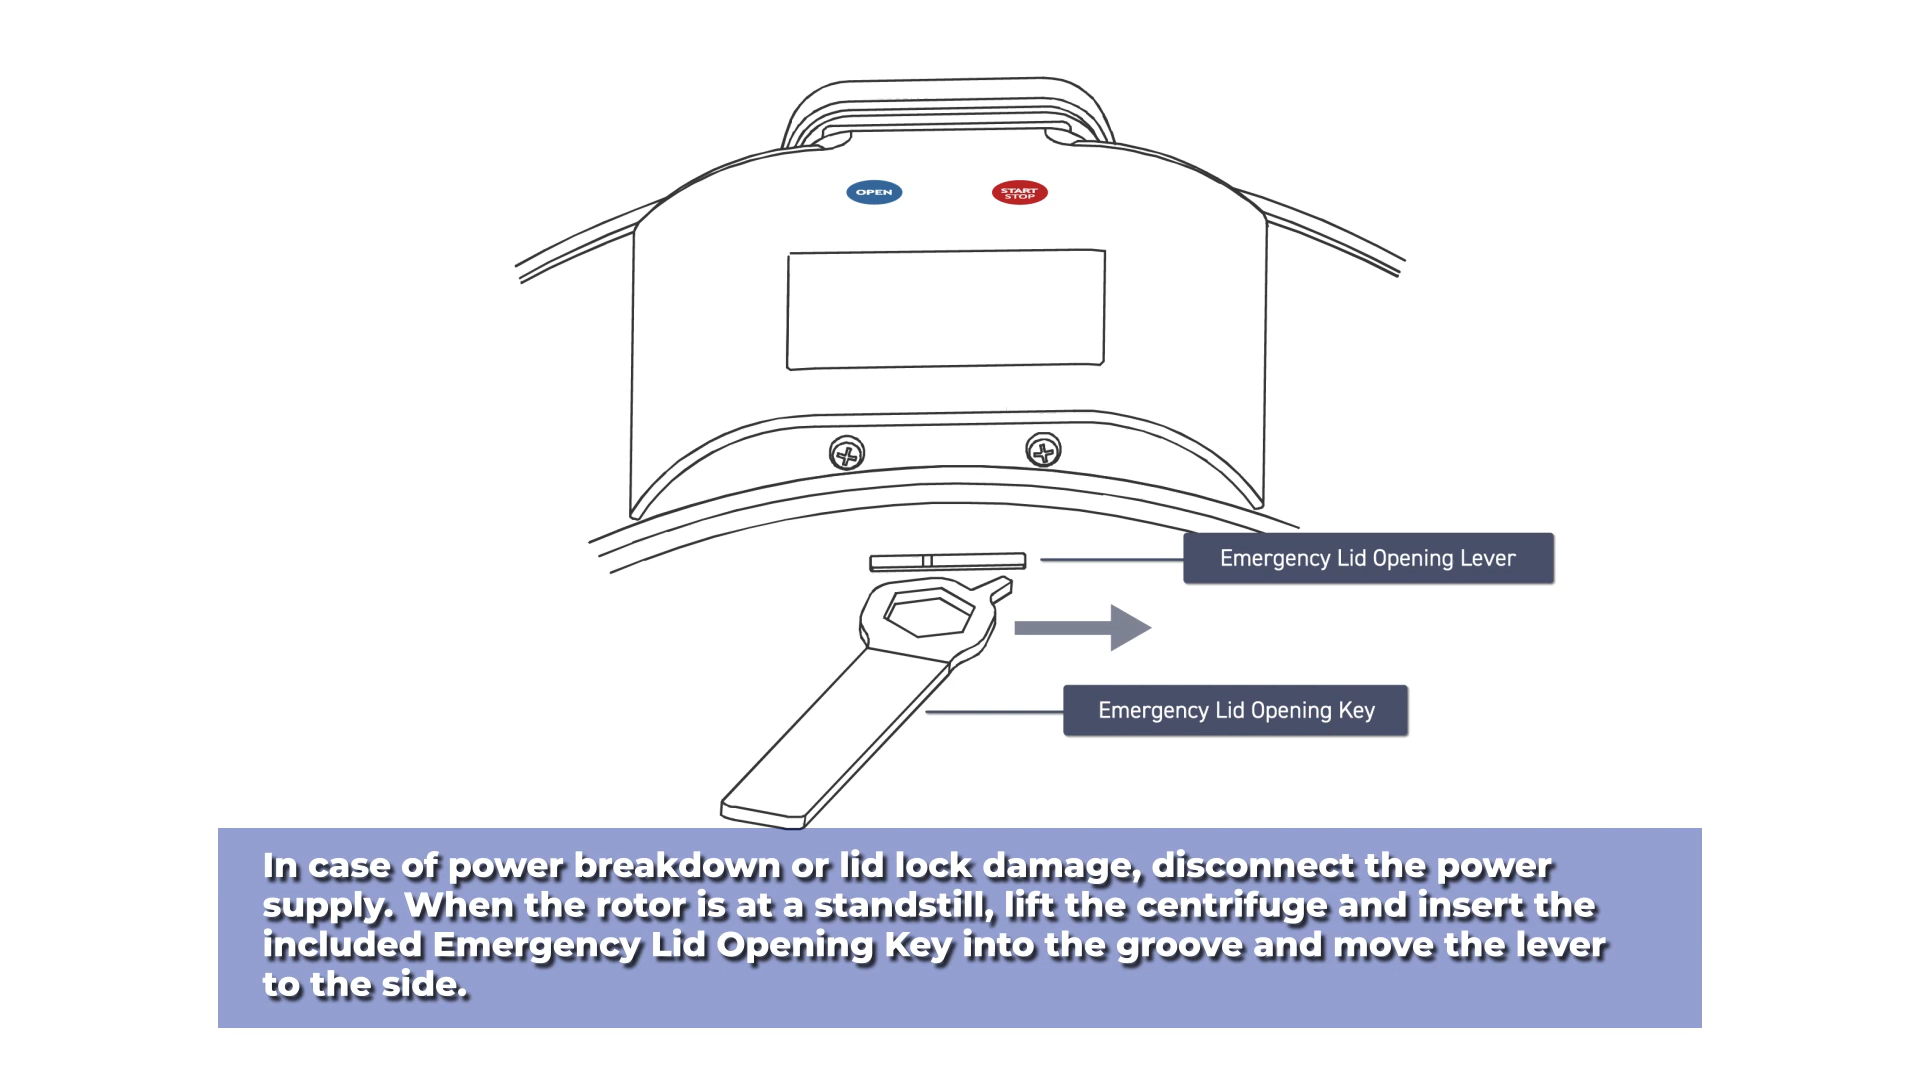 OPEN
START
STOP
Emergency Lid Opening Lever
Emergency Lid Opening Key
In case of power breakdown or lid lock damage, disconnect the power
supply. When the rotor is at a standstill, lift the centrifuge and insert the
included Emergency Lid Opening Key into the groove and move the lever
to the side.